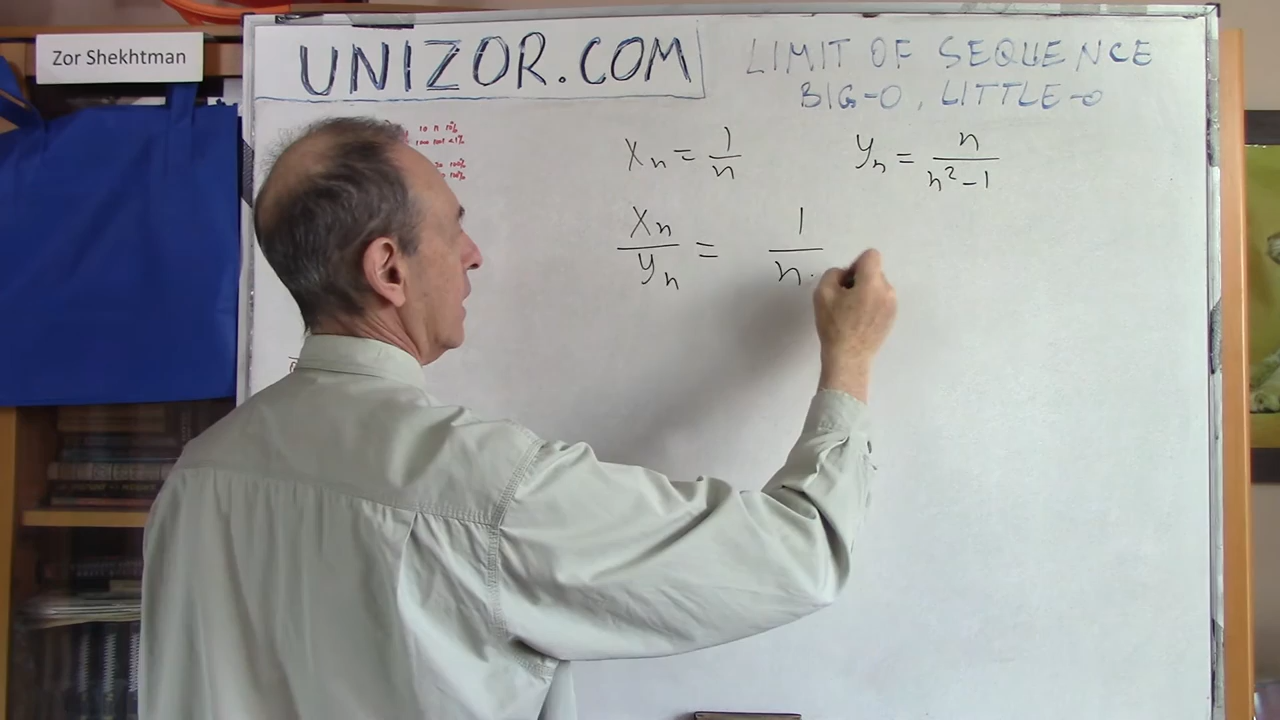 Zor Shekhtman
UNIZOR.COM
LIMIT OF SEQUENCE
BIG-O, LITTLE-o
Xn = 1/n
yn = n/(n²-1)
Xn/yn = 1/n·